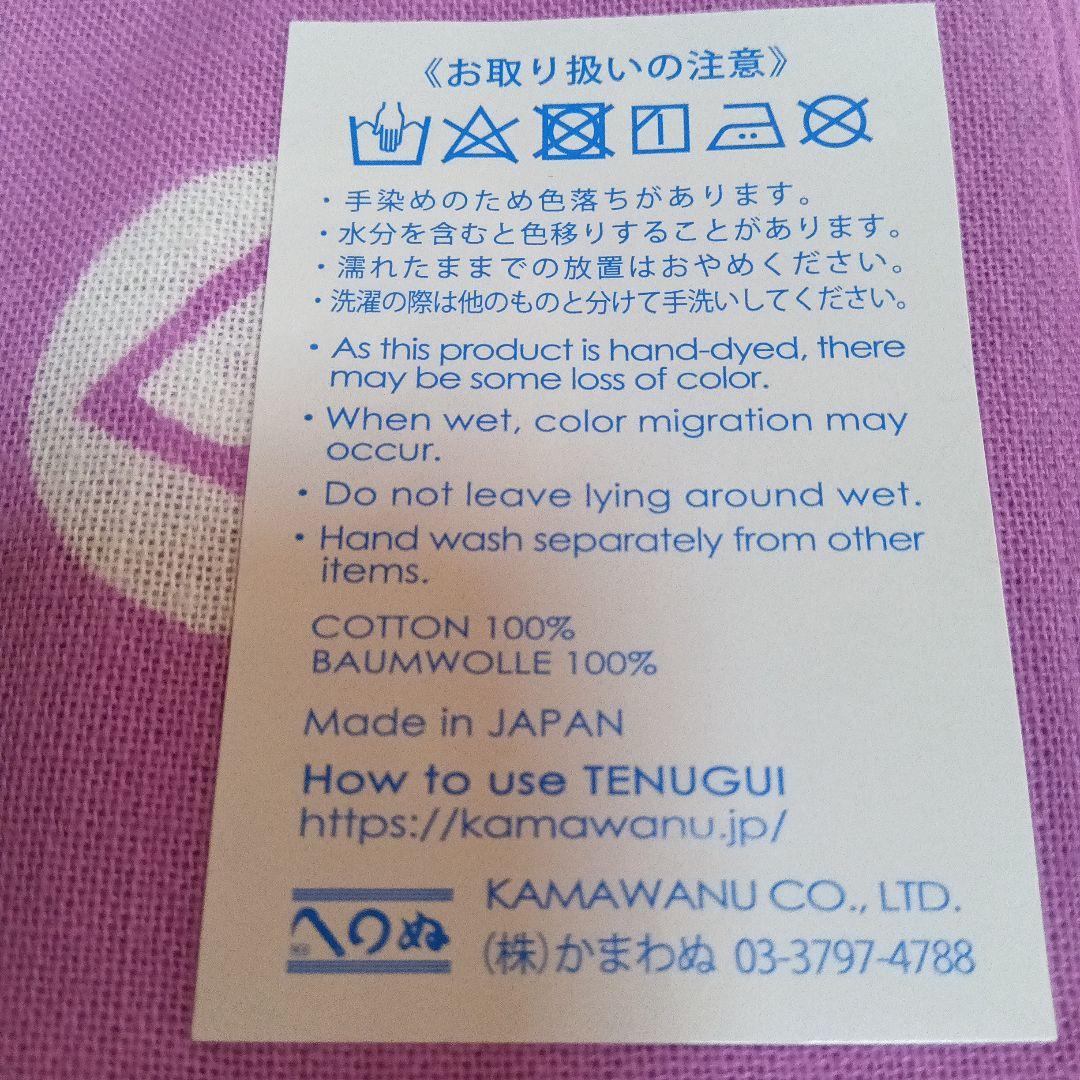 《お取り扱いの注意》
・手染めのため色落ちがあります。
・水分を含むと色移りすることがあります。
・濡れたままでの放置はおやめください。
・洗濯の際は他のものと分けて手洗いしてください。
・As this product is hand-dyed, there
may be some loss of color.
・When wet, color migration may
occur.
・Do not leave lying around wet.
・Hand wash separately from other
items.
COTTON 100%
BAUMWOLLE 100%
Made in JAPAN
How to use TENUGUI
https://kamawanu.jp/
KAMAWANU CO., LTD.
(株)かまわぬ 03-3797-4788